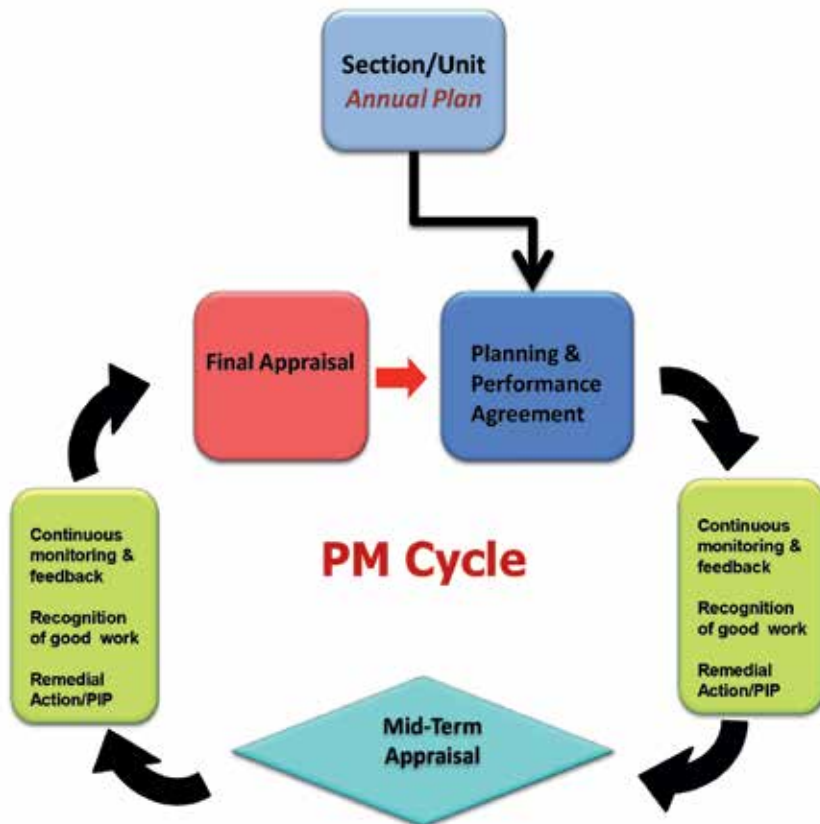 Section/Unit
Annual Plan
Final Appraisal
Planning &
Performance
Agreement
Continuous
monitoring &
feedback
Recognition
of good work
Remedial
Action/PIP
PM Cycle
Continuous
monitoring &
feedback
Recognition
of good work
Remedial
Action/PIP
Mid-Term
Appraisal